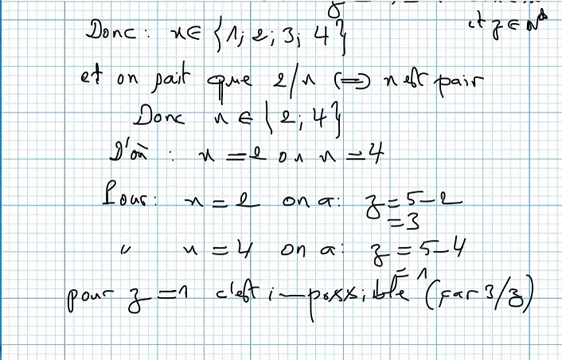 Donc : x ∈ {1; 2; 3; 4} et z ∈ N*
et on sait que 2/x ⟺ x est pair
Donc x ∈ {2; 4}
D'où : x = 2 ou x = 4
Pour : x = 2 on a : z = 5-2
= 3
" x = 4 on a : z = 5-4
= 1
pour z = 1 c'est impossible (car 3/z)